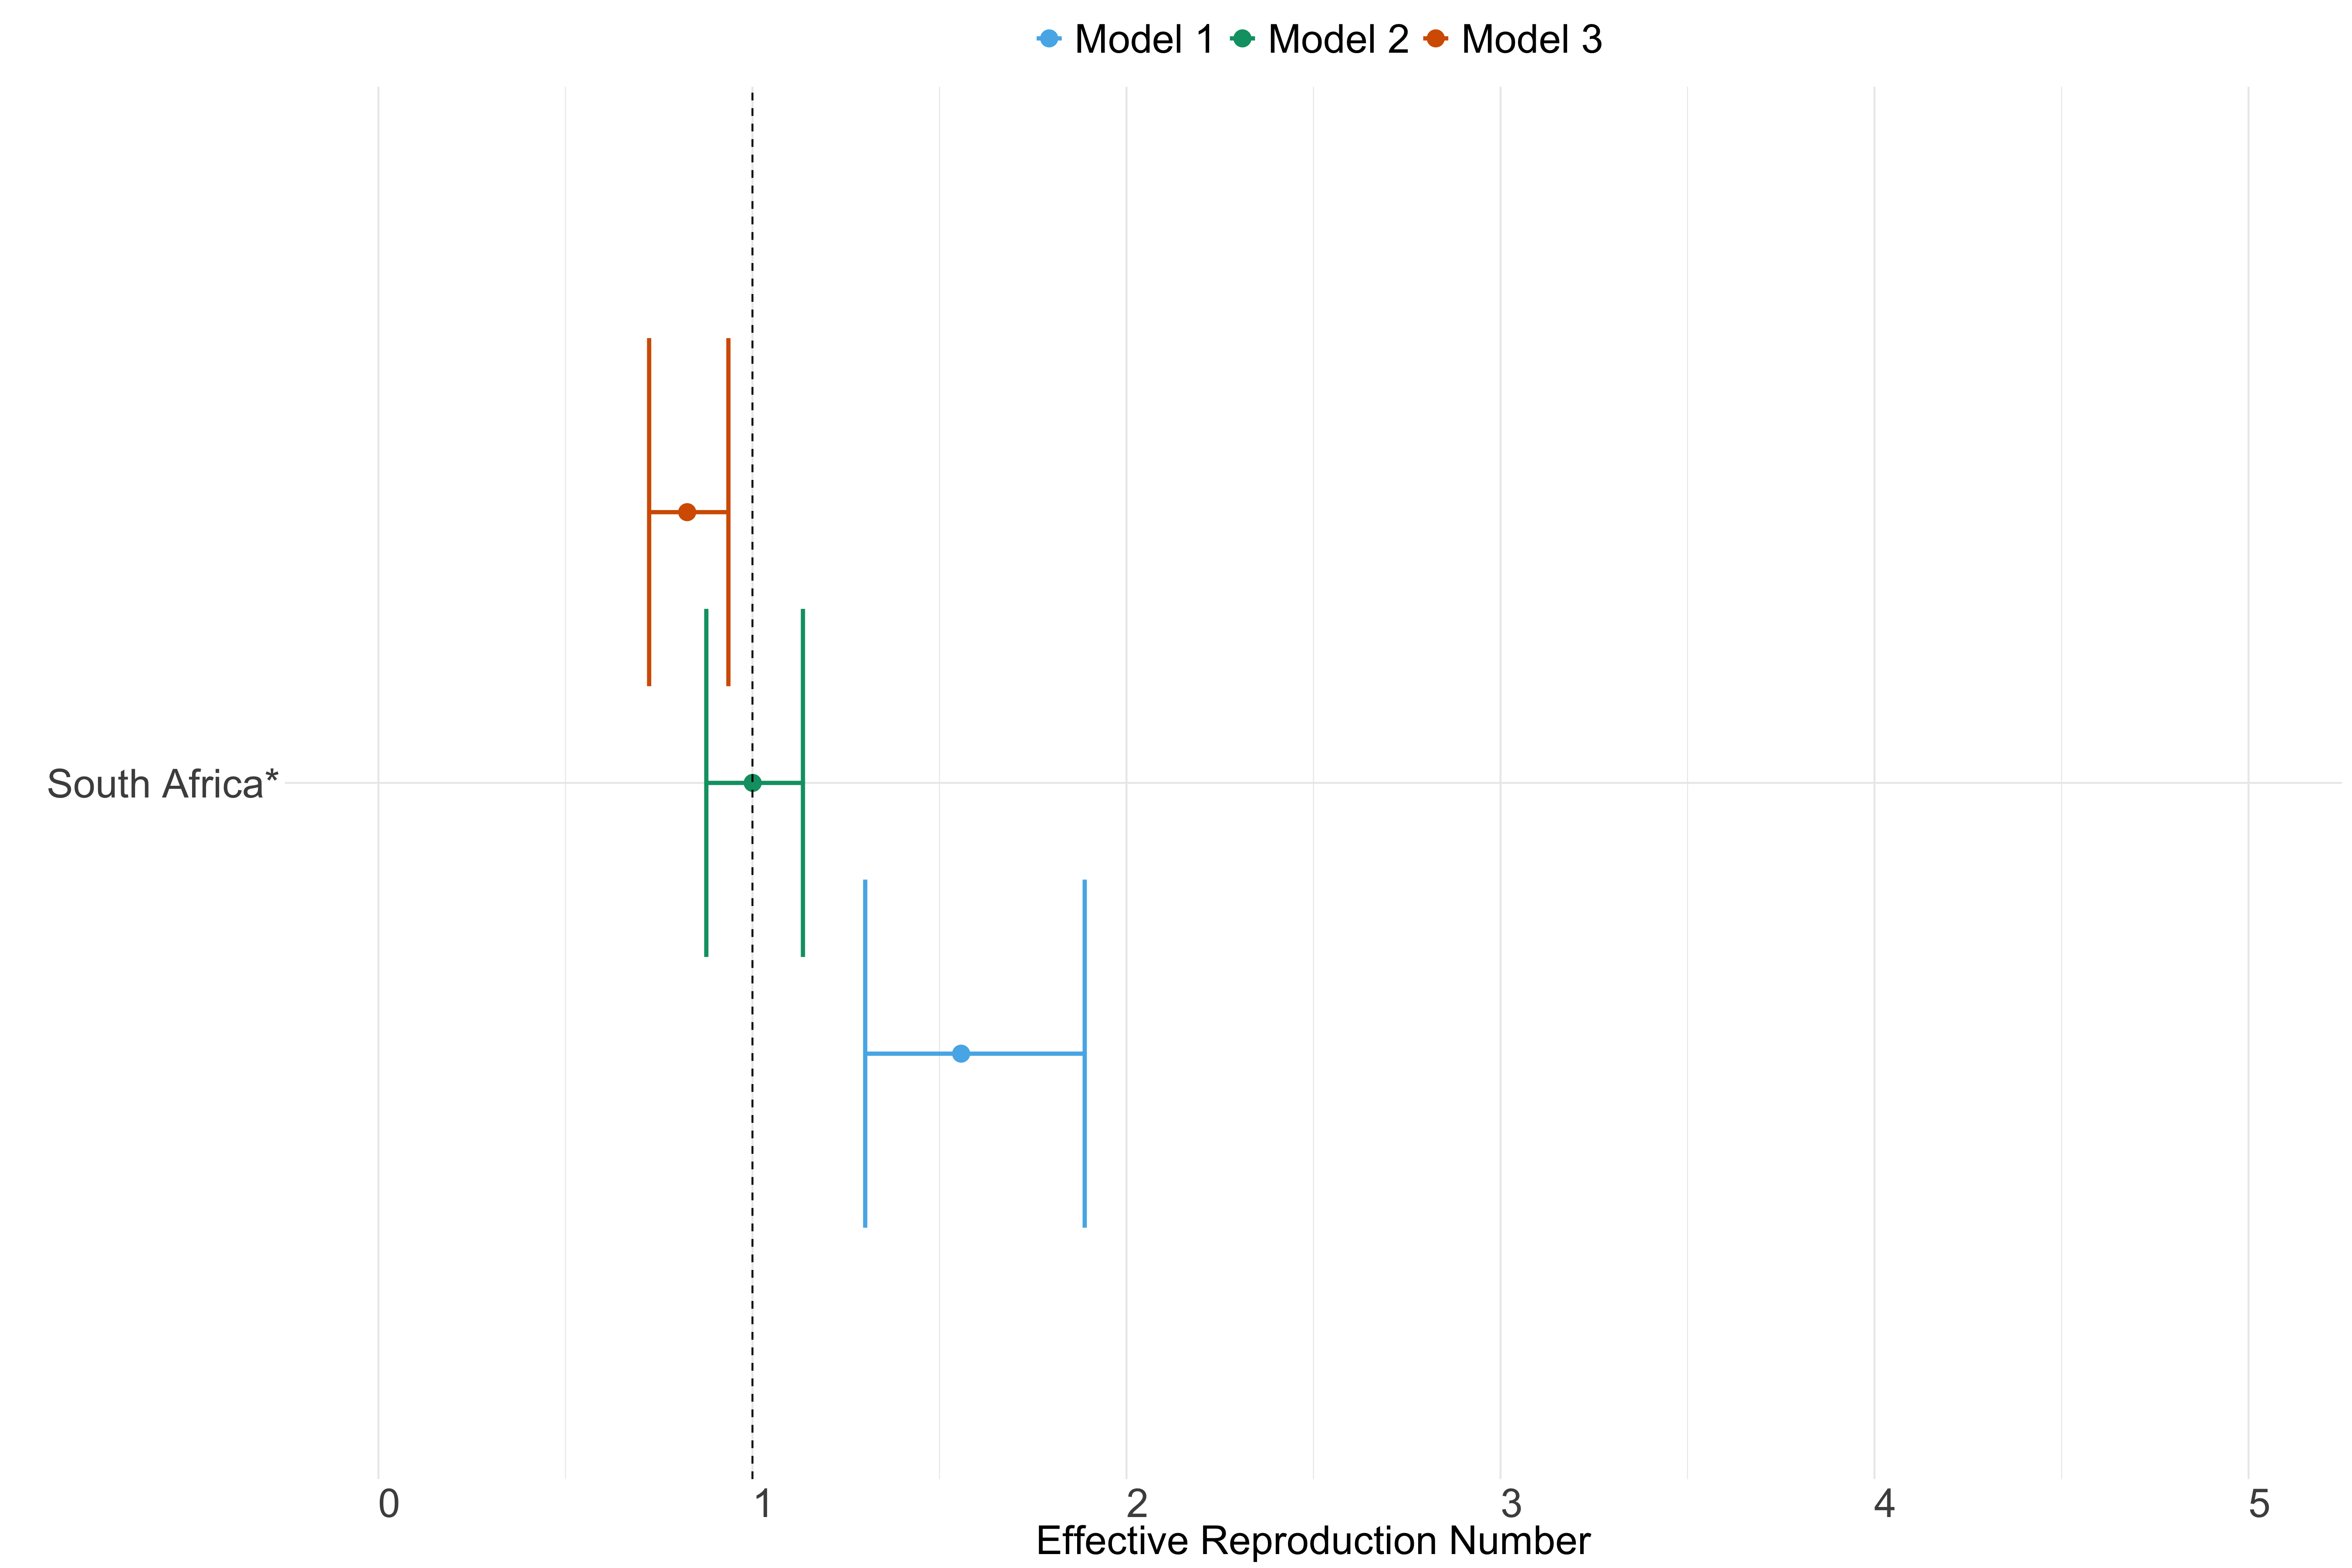 Model 1 Model 2 Model 3
South Africa*
0 1 2 3 4 5
Effective Reproduction Number